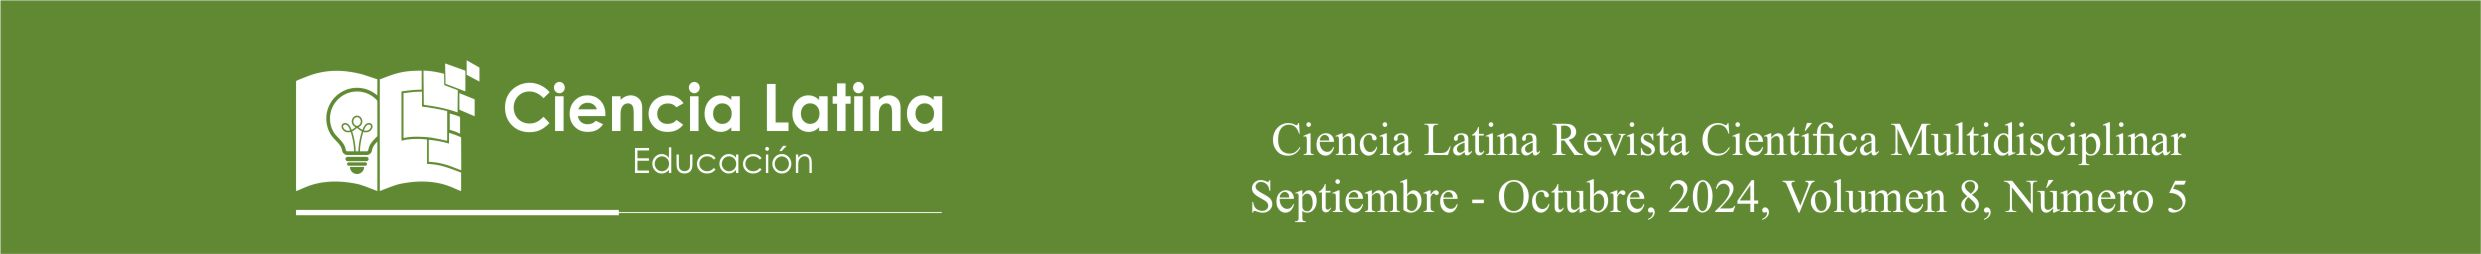 Ciencia Latina
Educación
Ciencia Latina Revista Científica Multidisciplinar
Septiembre - Octubre, 2024, Volumen 8, Número 5